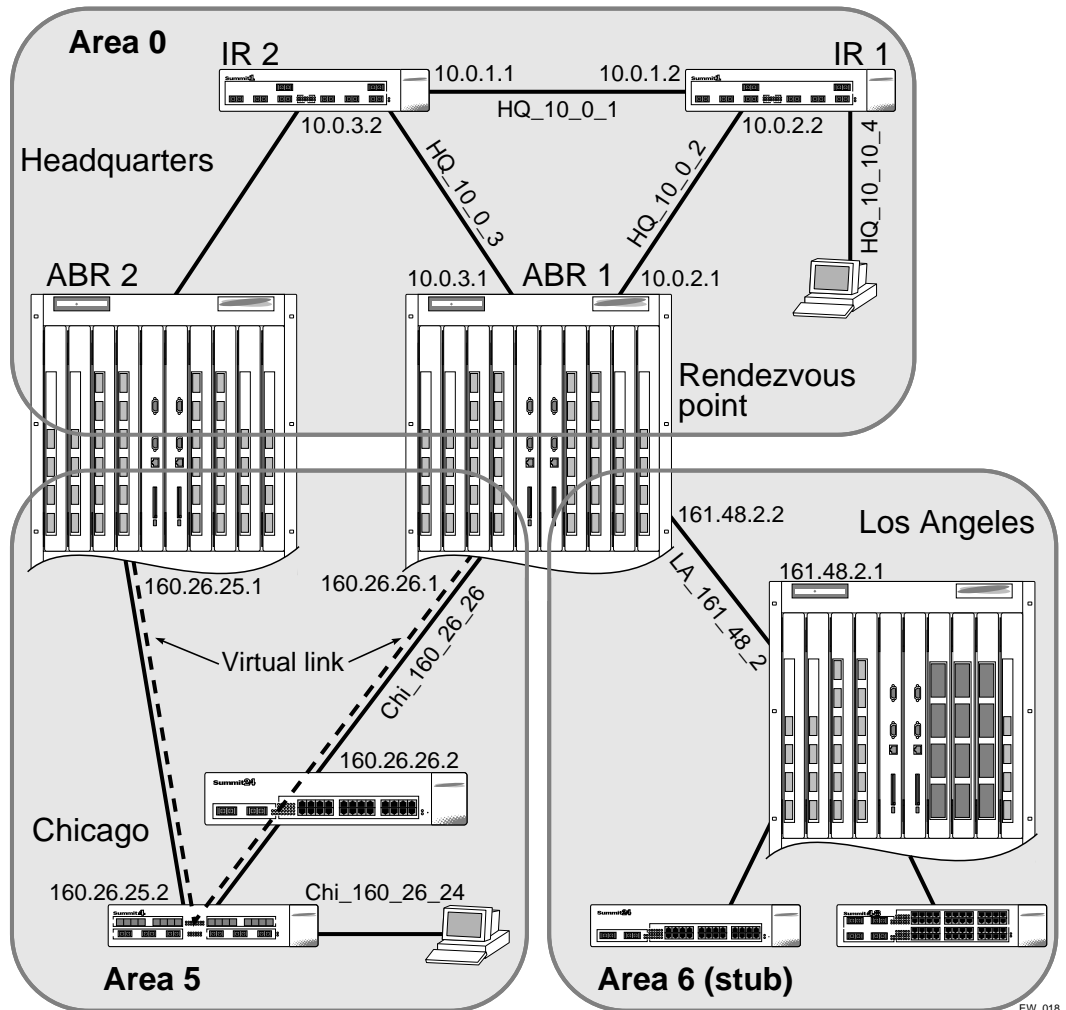 Area 0
IR 2
IR 1
Summit4
Summit4
10.0.1.1
10.0.1.2
HQ_10_0_1
10.0.3.2
10.0.2.2
HQ_10_10_4
Headquarters
HQ_10_0_3
HQ_10_0_2
ABR 2
10.0.3.1
ABR 1
10.0.2.1
Rendezvous
point
161.48.2.2
Los Angeles
LA_161_48_2
161.48.2.1
160.26.25.1
160.26.26.1
Virtual link
Chi_160_26_26
160.26.26.2
Summit24
Chicago
160.26.25.2
Chi_160_26_24
Summit4
Summit24
Summit48
Area 5
Area 6 (stub)
EW_018